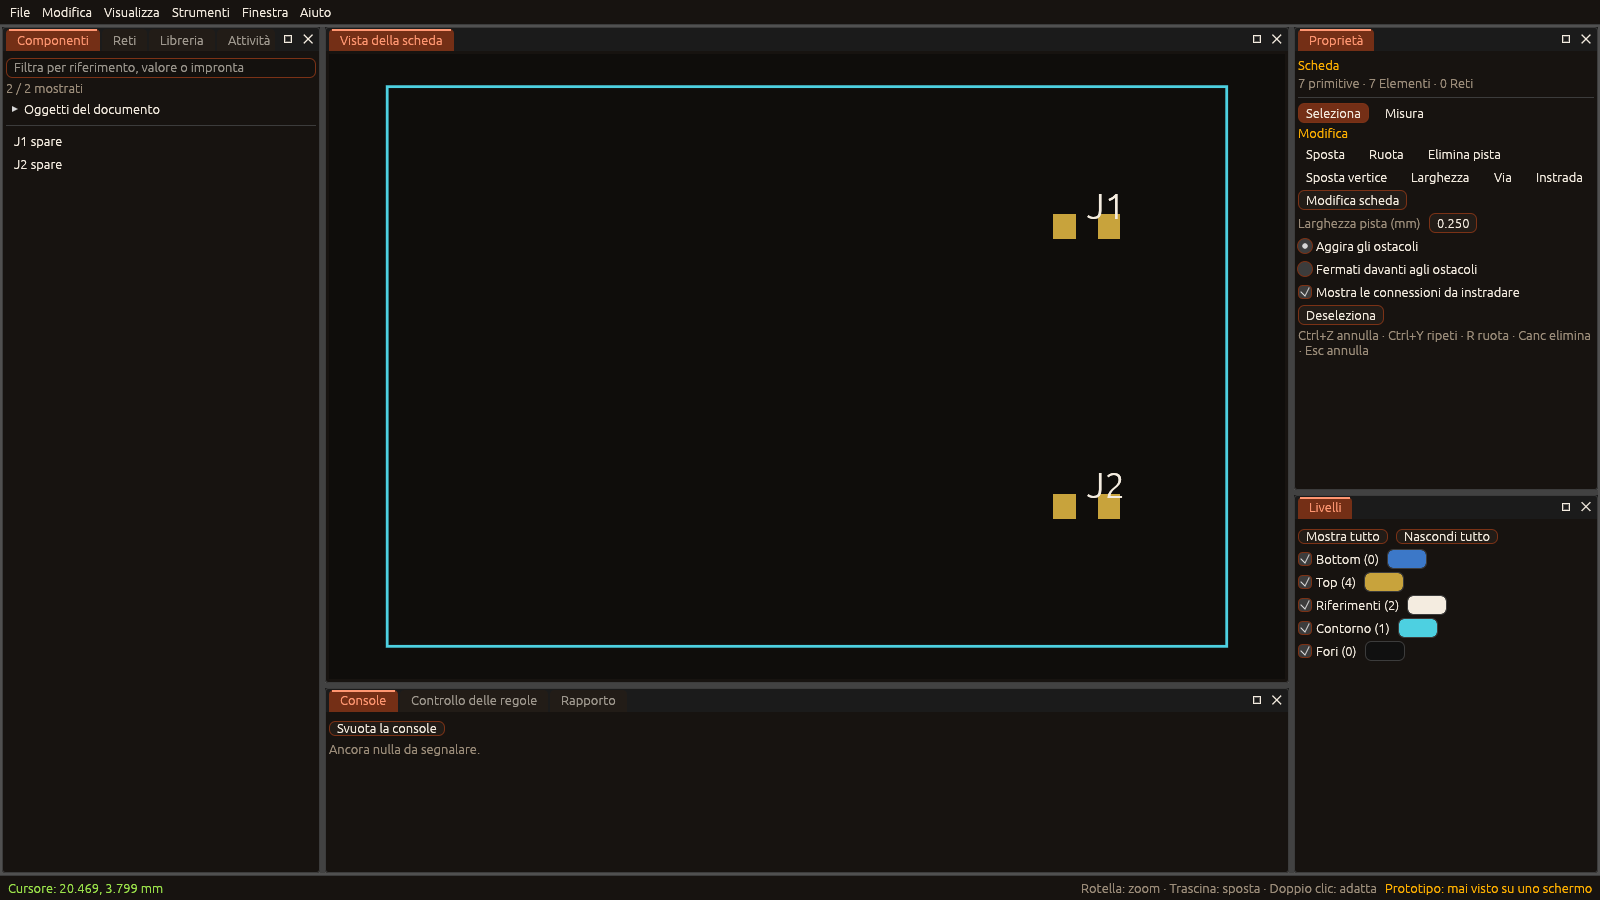 File Modifica Visualizza Strumenti Finestra Aiuto
Componenti Reti Libreria Attività
Filtra per riferimento, valore o impronta
2 / 2 mostrati
Oggetti del documento
J1 spare
J2 spare
Vista della scheda
J1
J2
Console Controllo delle regole Rapporto
Svuota la console
Ancora nulla da segnalare.
Proprietà
Scheda
7 primitive · 7 Elementi · 0 Reti
Seleziona Misura
Modifica
Sposta Ruota Elimina pista
Sposta vertice Larghezza Via Instrada
Modifica scheda
Larghezza pista (mm) 0.250
Aggira gli ostacoli
Fermati davanti agli ostacoli
Mostra le connessioni da instradare
Deseleziona
Ctrl+Z annulla · Ctrl+Y ripeti · R ruota · Canc elimina
· Esc annulla
Livelli
Mostra tutto Nascondi tutto
Bottom (0)
Top (4)
Riferimenti (2)
Contorno (1)
Fori (0)
Cursore: 20.469, 3.799 mm
Rotella: zoom · Trascina: sposta · Doppio clic: adatta Prototipo: mai visto su uno schermo